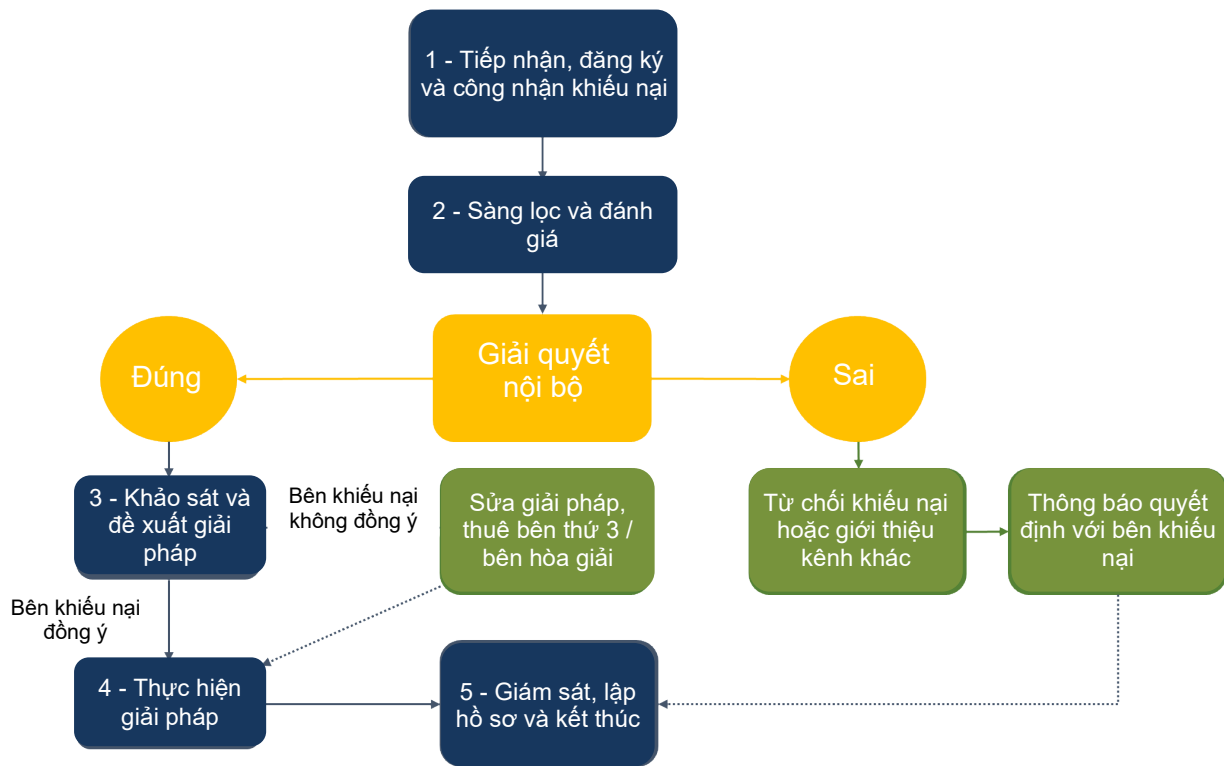 1 - Tiếp nhận, đăng ký
và công nhận khiếu nại
2 - Sàng lọc và đánh
giá
Giải quyết
nội bộ
Đúng
Sai
3 - Khảo sát và
đề xuất giải
pháp
Bên khiếu nại
không đồng ý
Sửa giải pháp,
thuê bên thứ 3 /
bên hòa giải
Từ chối khiếu nại
hoặc giới thiệu
kênh khác
Thông báo quyết
định với bên khiếu
nại
Bên khiếu nại
đồng ý
4 - Thực hiện
giải pháp
5 - Giám sát, lập
hồ sơ và kết thúc